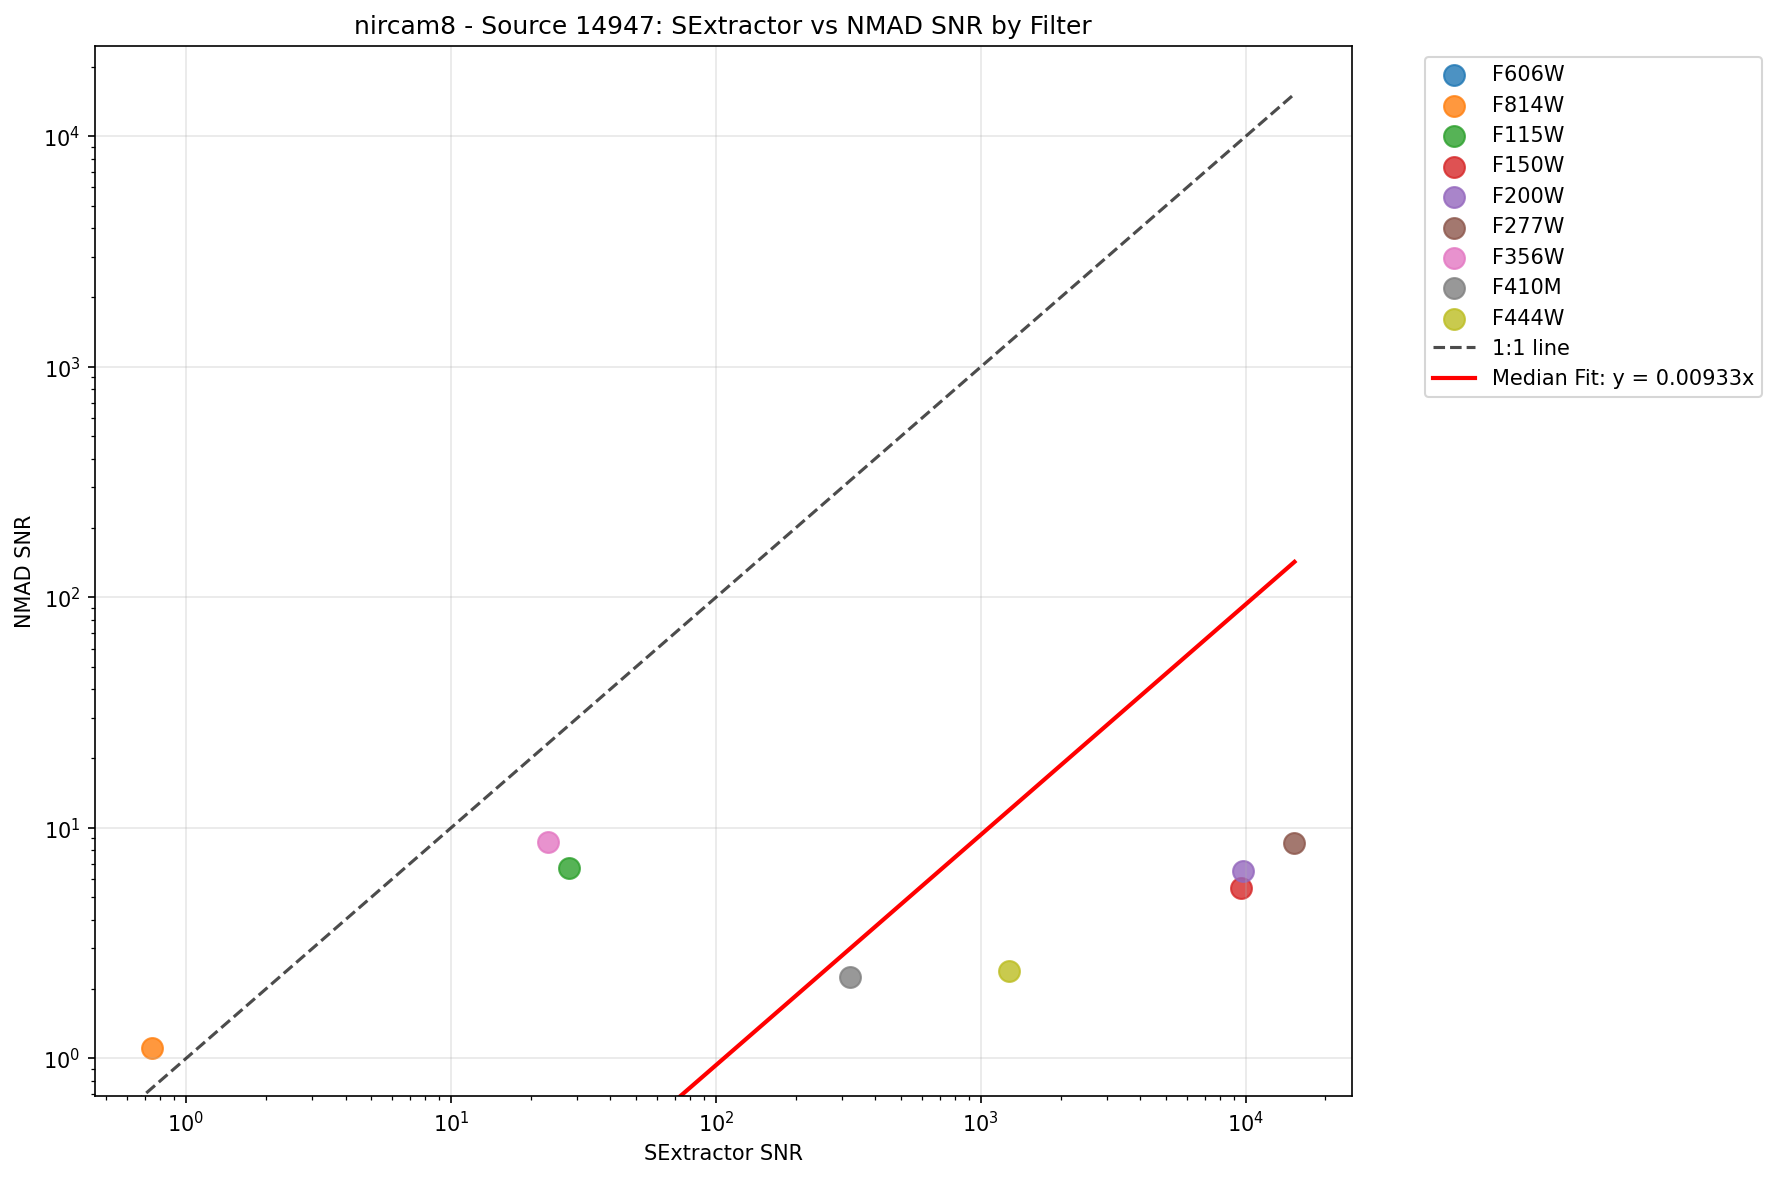 nircam8 - Source 14947: SExtractor vs NMAD SNR by Filter
F606W
F814W
F115W
F150W
F200W
F277W
F356W
F410M
F444W
1:1 line
Median Fit: y = 0.00933x
NMAD SNR
10⁴
10³
10²
10¹
10⁰
10⁰ 10¹ 10² 10³ 10⁴
SExtractor SNR